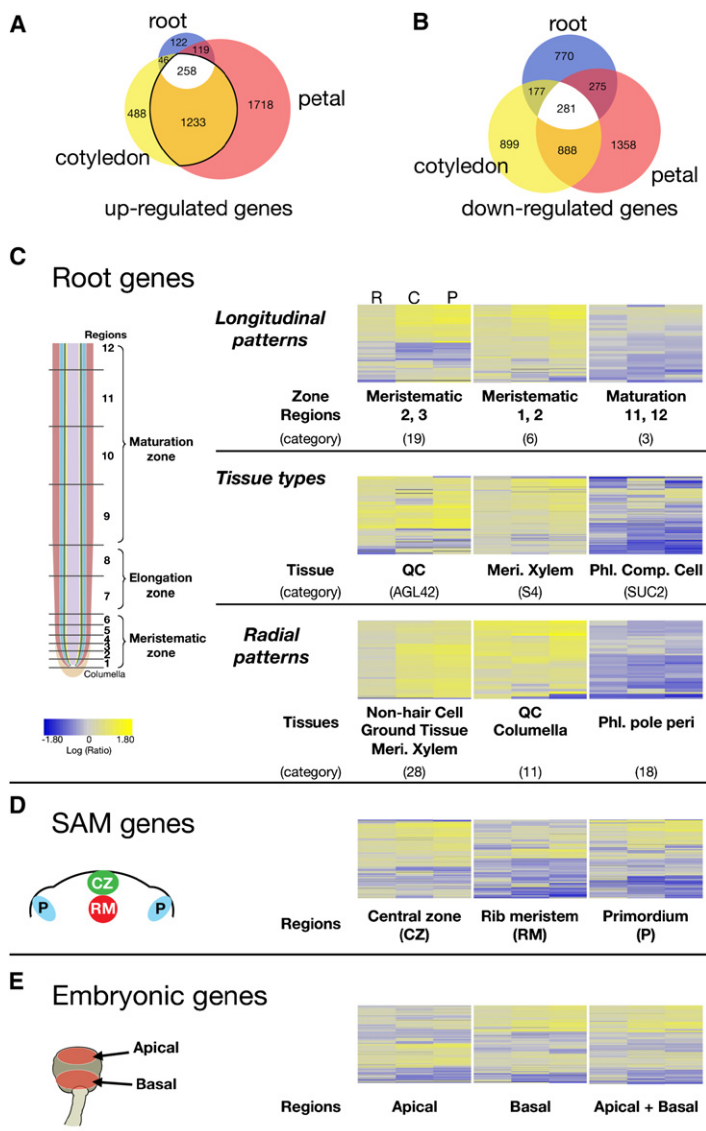 A
root
122
119
46
258
488
1233
1718
petal
cotyledon
up-regulated genes
B
root
770
177
275
281
899
888
1358
cotyledon
petal
down-regulated genes
C
Root genes
Regions
12
11
10
9
8
7
6
5
4
3
2
1
Columella
Maturation
zone
Elongation
zone
Meristematic
zone
-1.80 0 1.80
Log (Ratio)
R C P
Longitudinal
patterns
Zone Meristematic Meristematic Maturation
Regions 2, 3 1, 2 11, 12
(category) (19) (6) (3)
Tissue types
Tissue QC Meri. Xylem Phl. Comp. Cell
(category) (AGL42) (S4) (SUC2)
Radial
patterns
Tissues
Non-hair Cell
Ground Tissue
Meri. Xylem
QC
Columella
Phl. pole peri
(category) (28) (11) (18)
D
SAM genes
CZ
P RM P
Regions
Central zone
(CZ)
Rib meristem
(RM)
Primordium
(P)
E
Embryonic genes
Apical
Basal
Regions Apical Basal Apical + Basal